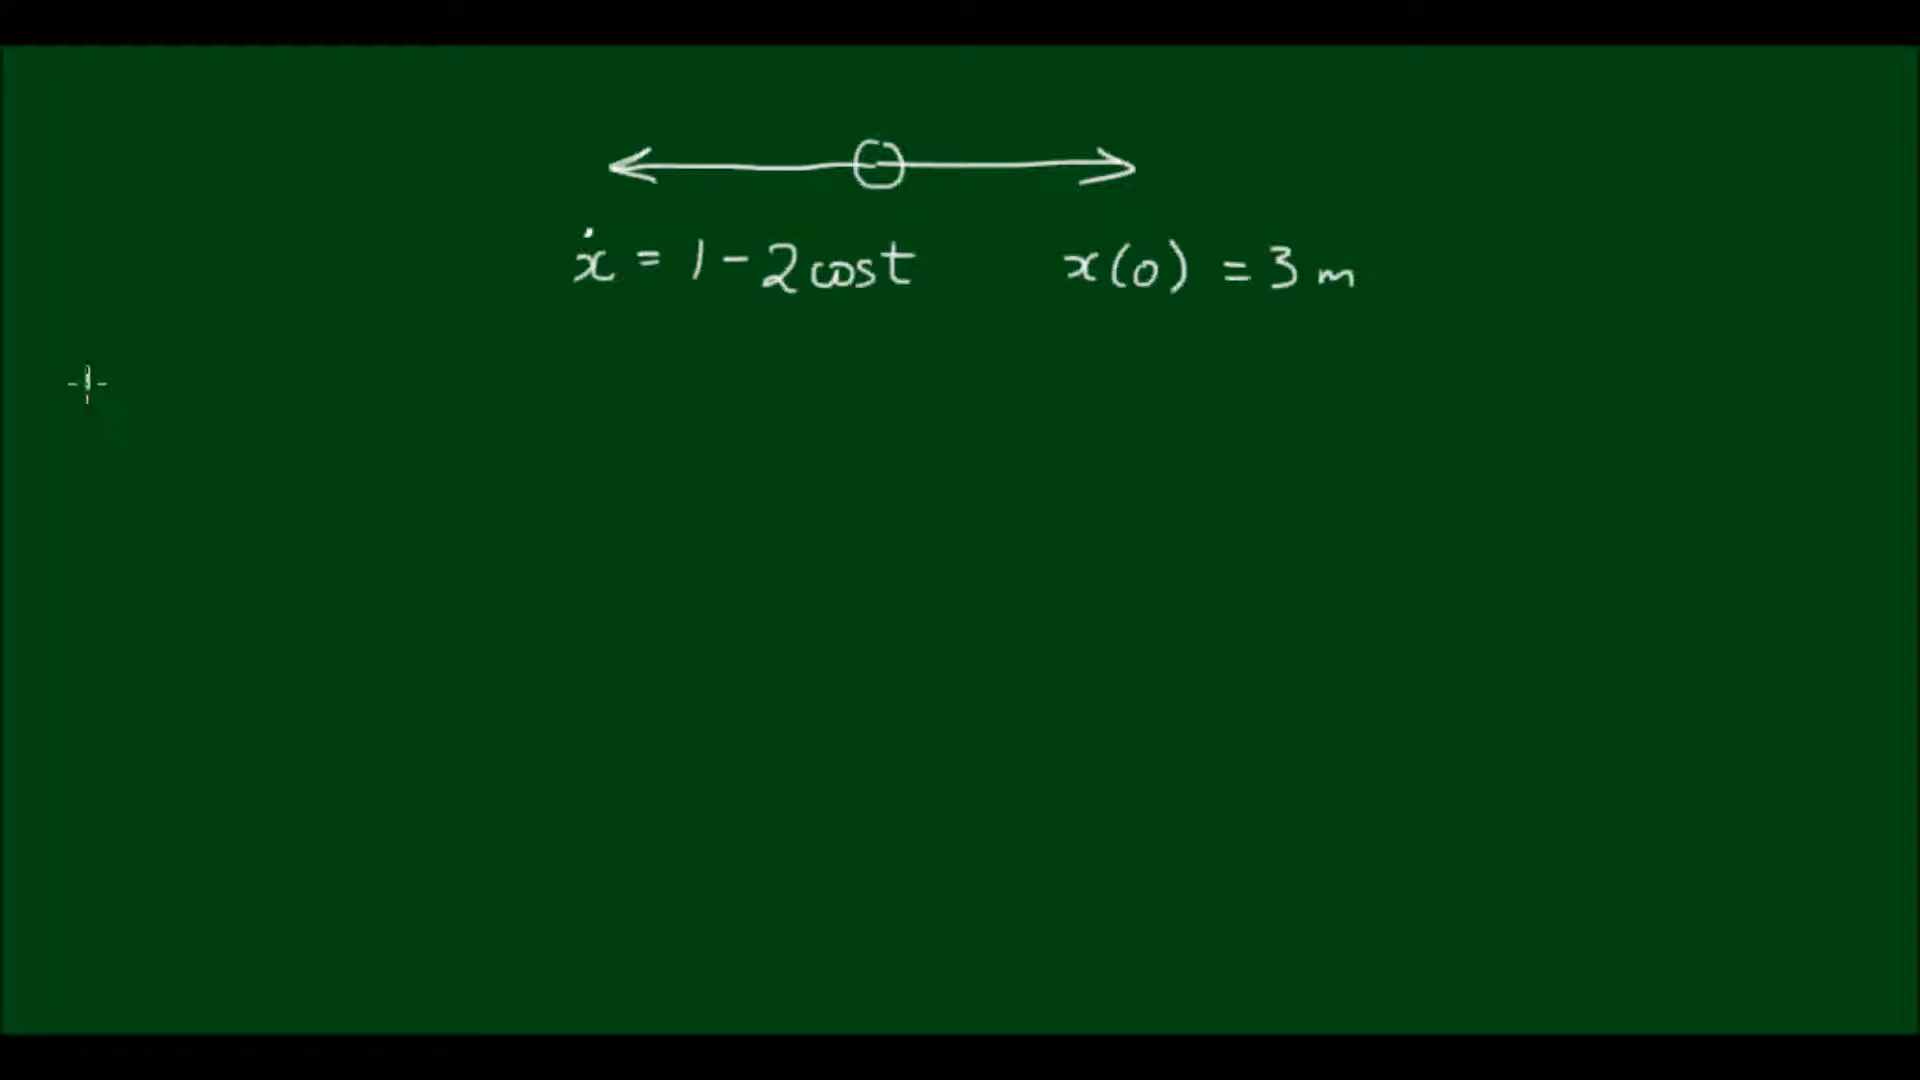 ẋ = 1 - 2cost x(0) = 3 m